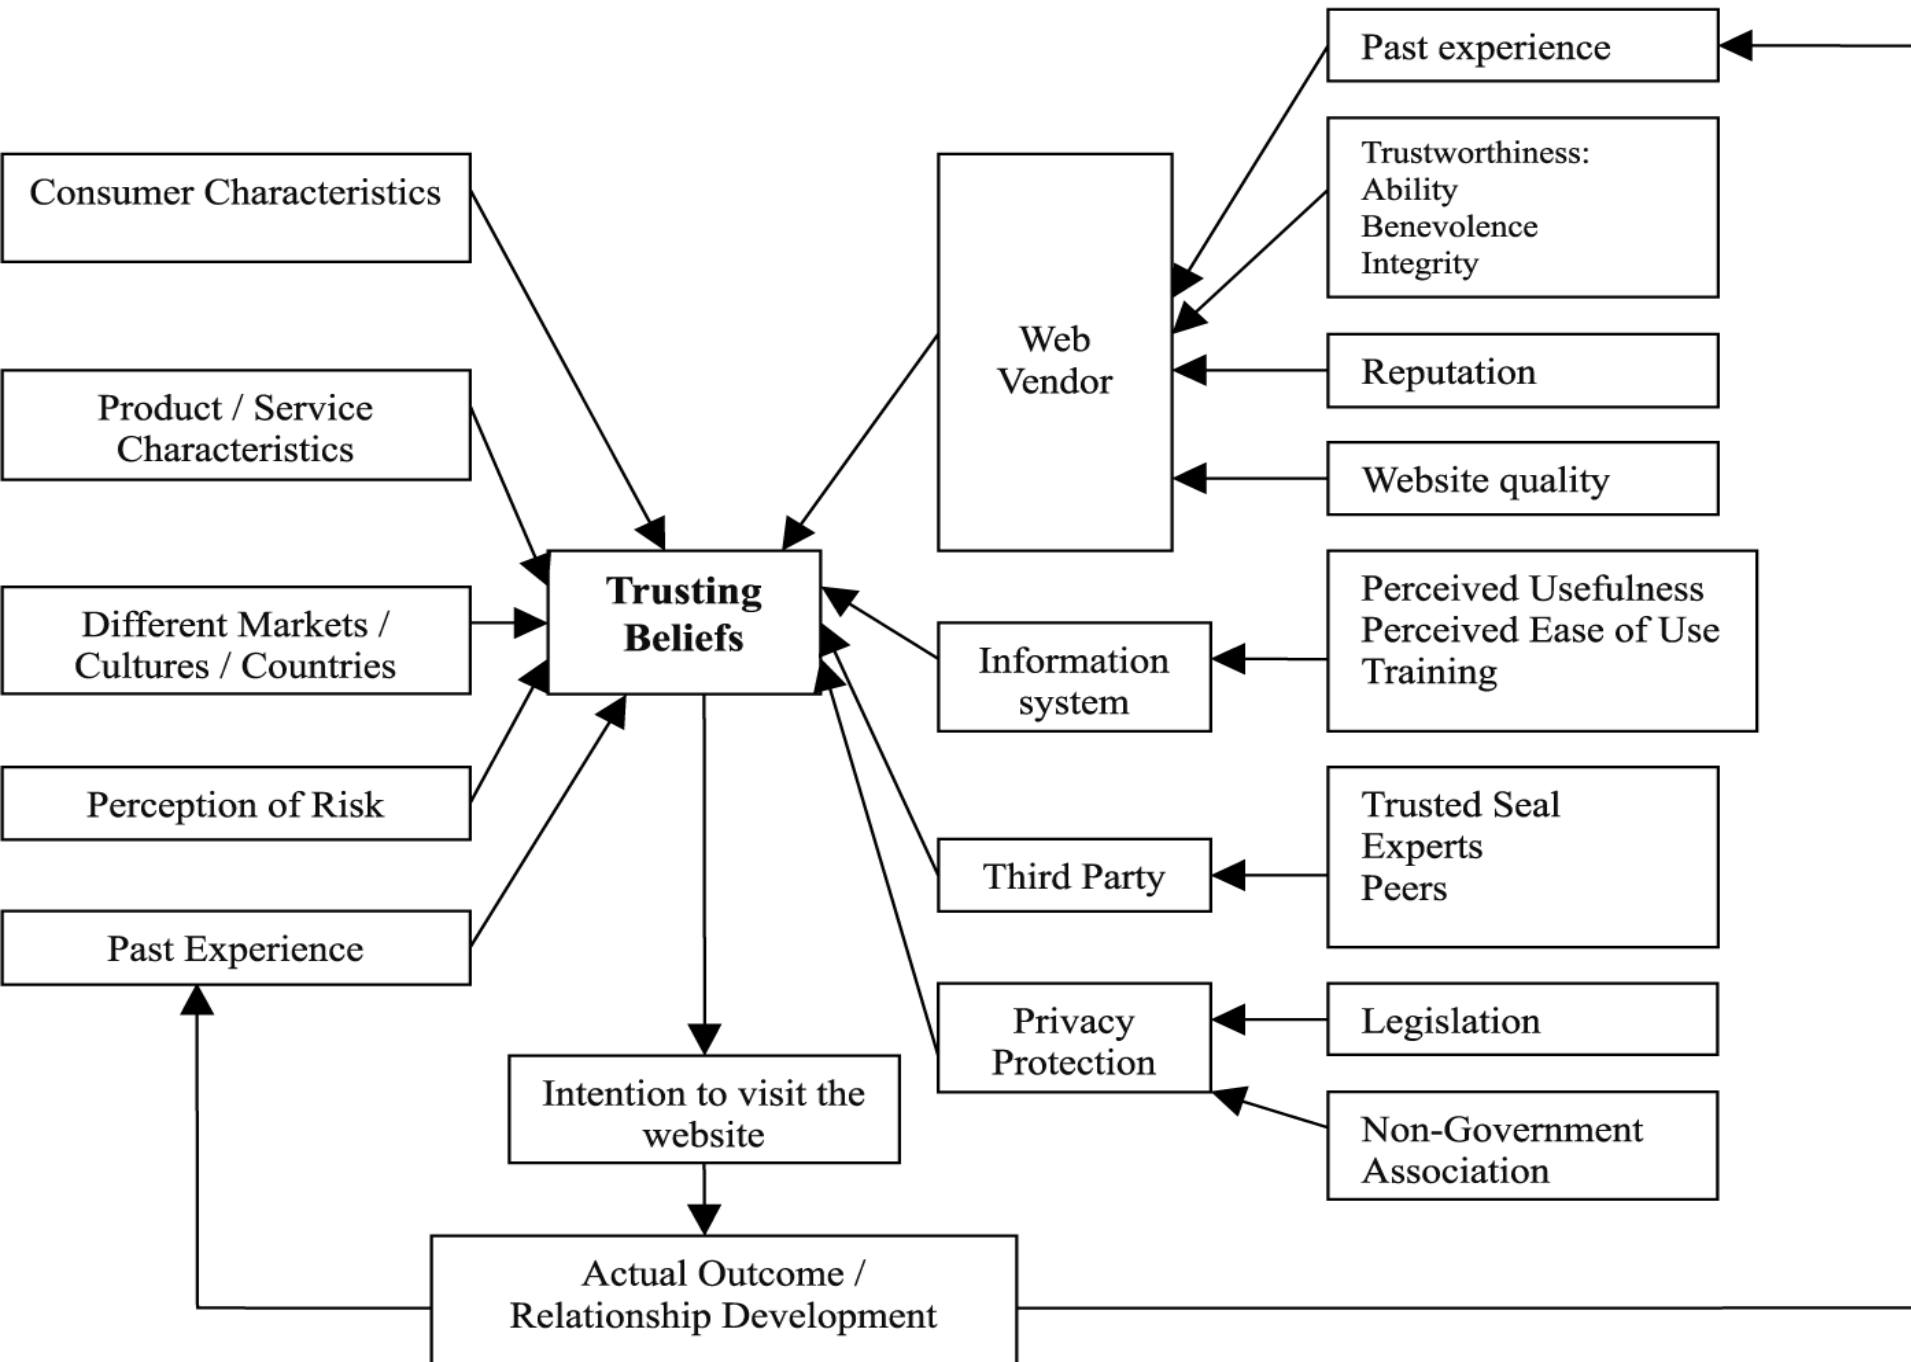 Past experience
Trustworthiness:
Ability
Benevolence
Integrity
Consumer Characteristics
Web
Vendor
Reputation
Product / Service
Characteristics
Website quality
Trusting
Beliefs
Perceived Usefulness
Perceived Ease of Use
Training
Different Markets /
Cultures / Countries
Information
system
Perception of Risk
Trusted Seal
Experts
Peers
Third Party
Past Experience
Privacy
Protection
Legislation
Intention to visit the
website
Non-Government
Association
Actual Outcome /
Relationship Development